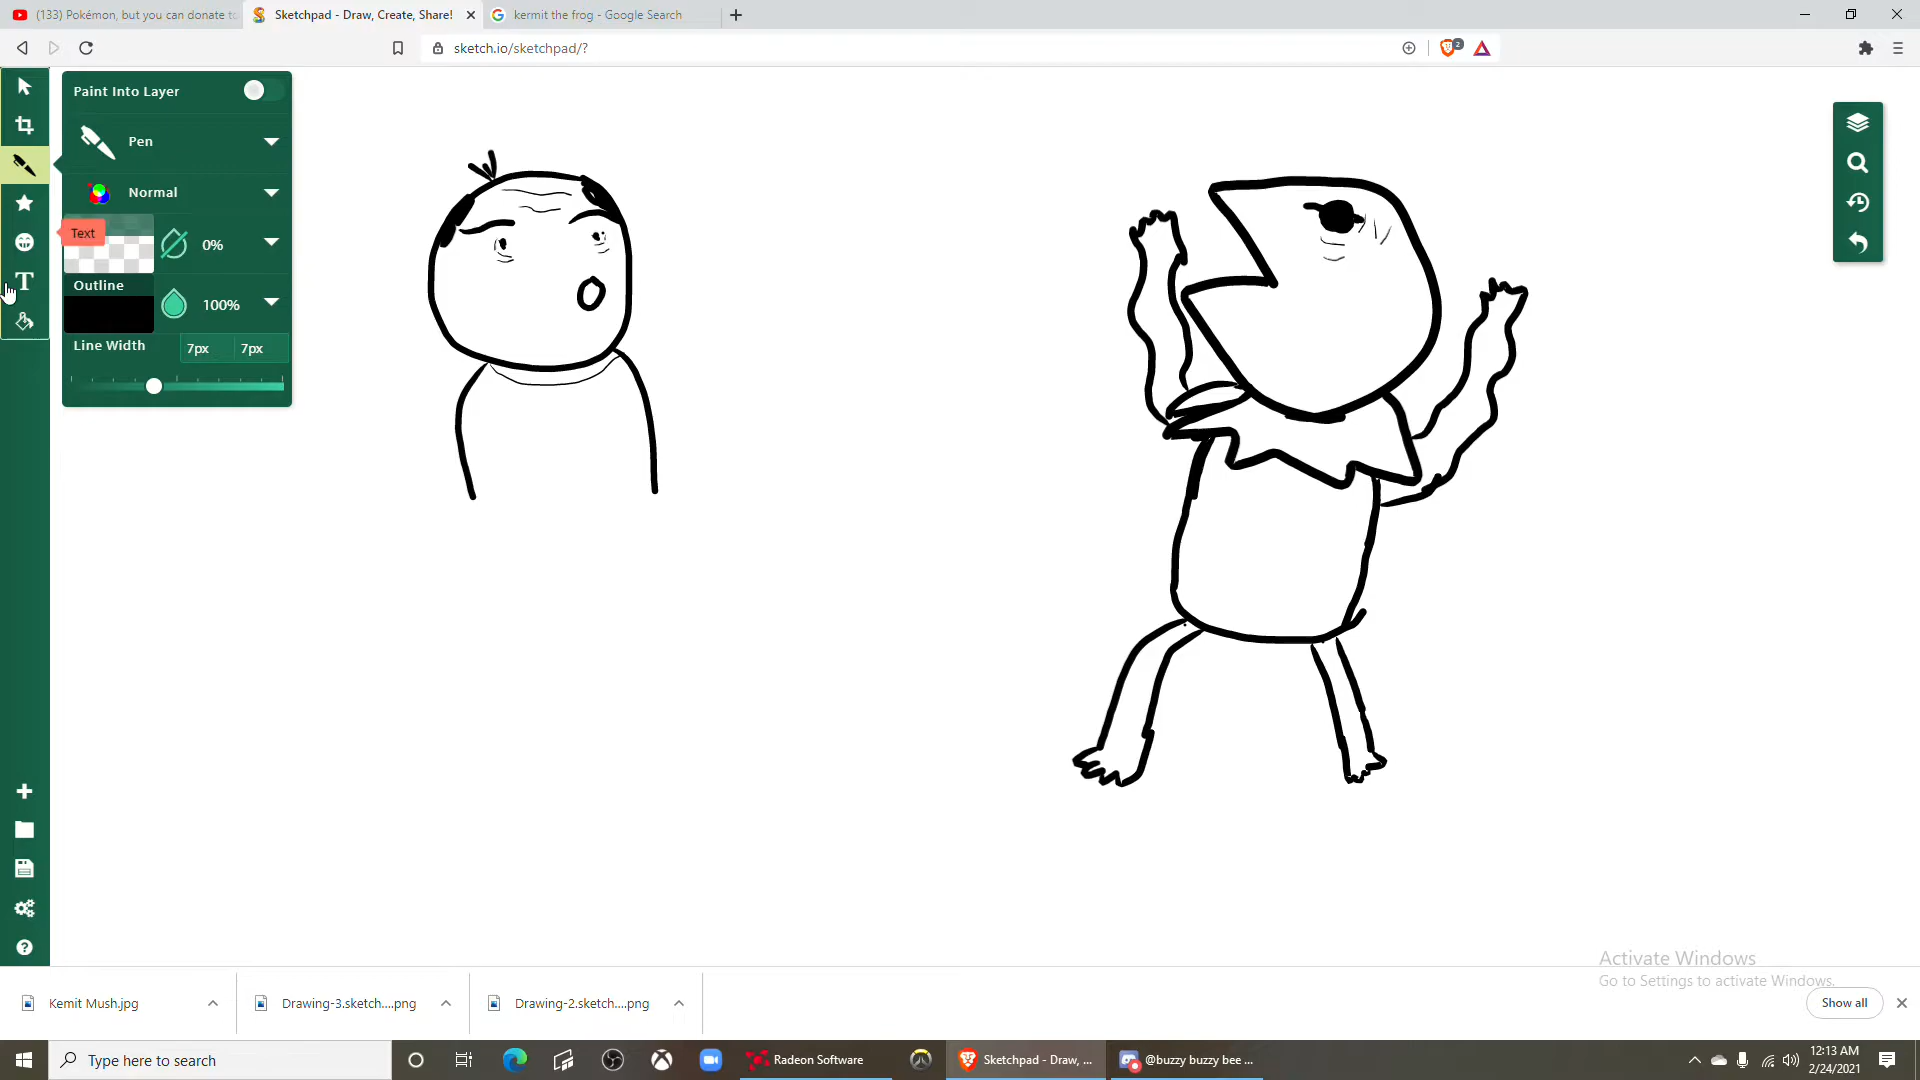 (133) Pokémon, but you can donate to
Sketchpad - Draw, Create, Share!
kermit the frog - Google Search
sketch.io/sketchpad/?
2
Paint Into Layer
Pen
Normal
Text
0%
Outline
100%
Line Width
7px
7px
T
Activate Windows
Go to Settings to activate Windows.
Kemit Mush.jpg
Drawing-3.sketch....png
Drawing-2.sketch....png
Show all
Type here to search
Radeon Software
Sketchpad - Draw, ...
@buzzy buzzy bee ...
12:13 AM
2/24/2021